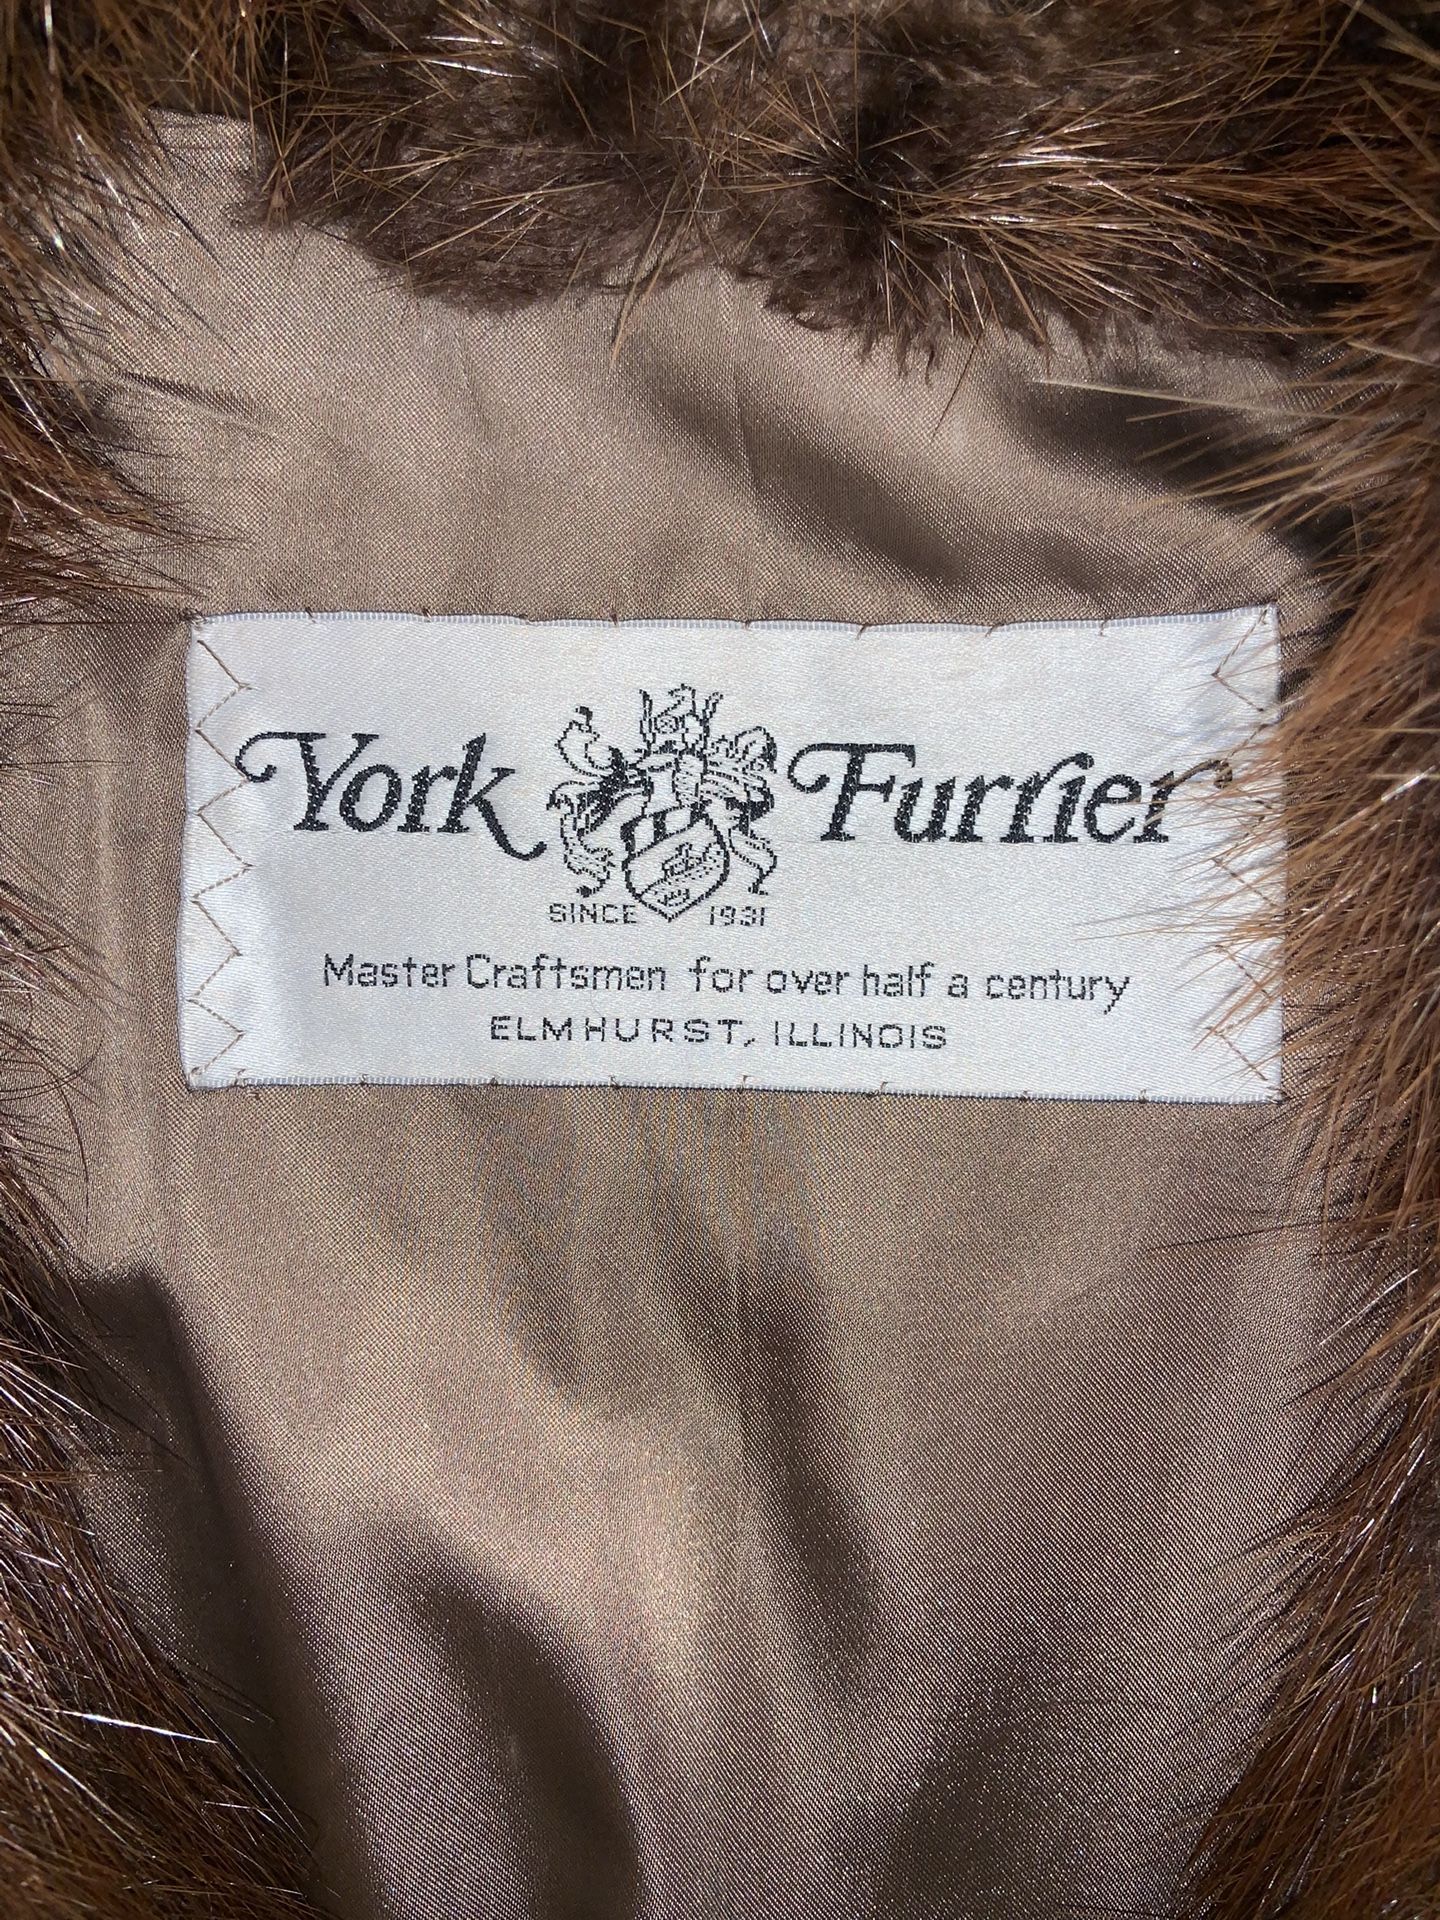 York Furrier
SINCE 1931
Master Craftsmen for over half a century
ELMHURST, ILLINOIS